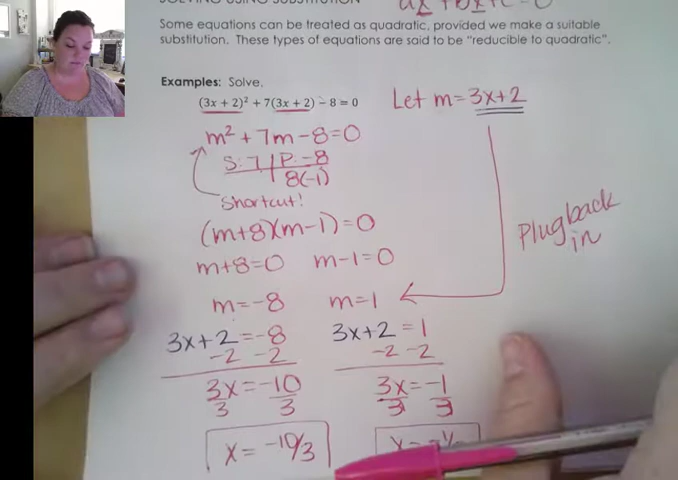 SOLVING USING SUBSTITUTION
Some equations can be treated as quadratic, provided we make a suitable
substitution. These types of equations are said to be "reducible to quadratic".
Examples: Solve.
(3x + 2)² + 7(3x + 2) − 8 = 0
Let m = 3x+2
m² + 7m − 8 = 0
S: 7 | P: −8
8(−1)
Shortcut!
(m+8)(m−1) = 0
m+8=0 m−1=0
m=−8 m=1
Plug back
in
3x+2=−8 3x+2=1
−2 −2 −2 −2
3x=−10 3x=−1
3 3 3 3
x = −10/3